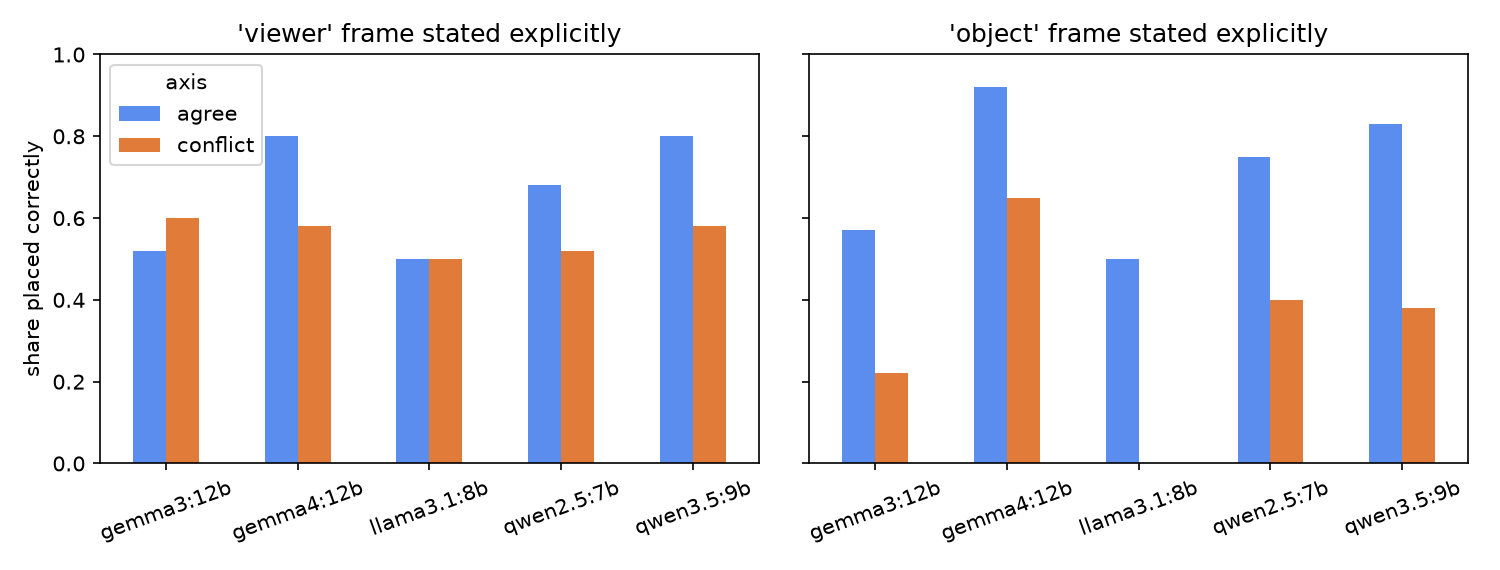 'viewer' frame stated explicitly
'object' frame stated explicitly
share placed correctly
1.0
0.8
0.6
0.4
0.2
0.0
axis
agree
conflict
gemma3:12b
gemma4:12b
llama3.1:8b
qwen2.5:7b
qwen3.5:9b
gemma3:12b
gemma4:12b
llama3.1:8b
qwen2.5:7b
qwen3.5:9b